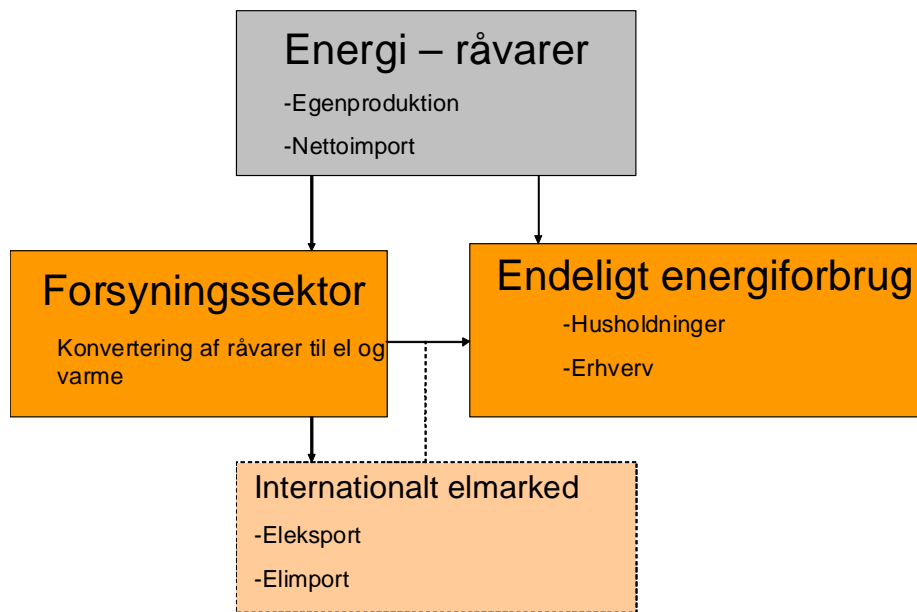 Energi – råvarer
-Egenproduktion
-Nettoimport
Forsyningssektor
Konvertering af råvarer til el og
varme
Endeligt energiforbrug
-Husholdninger
-Erhverv
Internationalt elmarked
-Eleksport
-Elimport